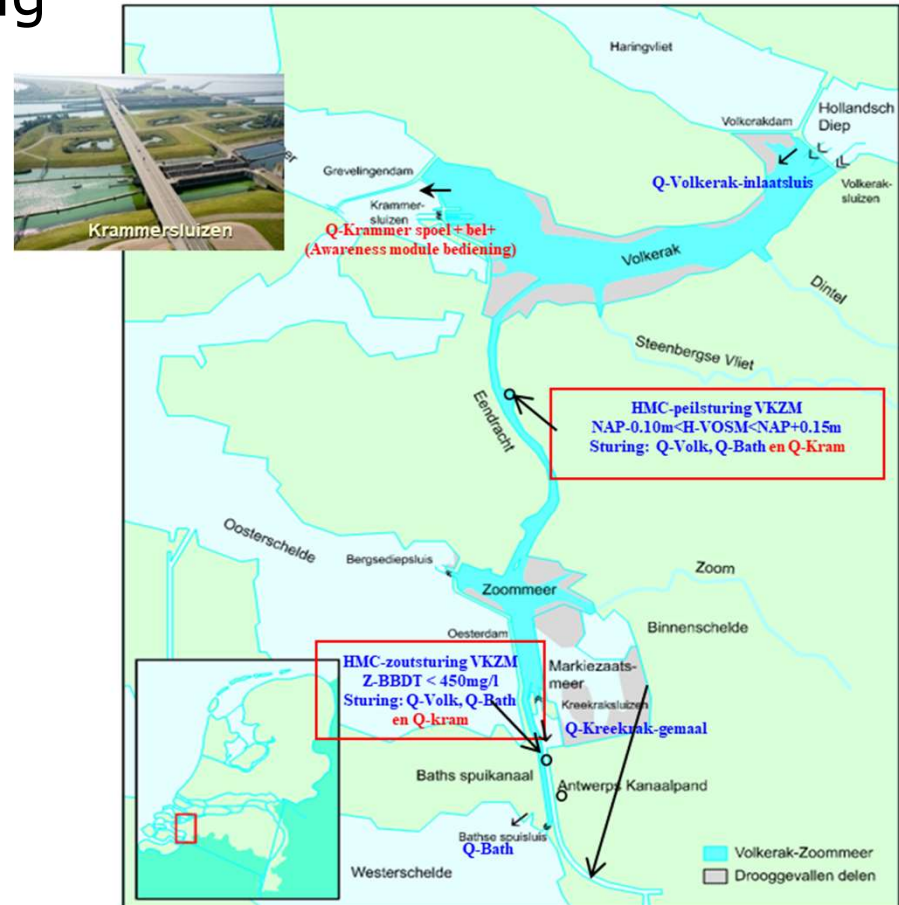 Haringvliet
Volkerakdam
Hollandsch
Diep
Krammersluizen
Grevelingendam
Q-Volkerak-inlaatsluis
Volkerak-
sluizen
Krammer-
sluizen
Q-Krammer spoel + bel+
(Awareness module bediening)
Volkerak
Dintel
Steenbergse Vliet
Eendracht
HMC-peilsturing VKZM
NAP-0.10m<H-VOSM<NAP+0.15m
Sturing: Q-Volk, Q-Bath en Q-Kram
Oosterschelde
Bergsediepsluis
Zoommeer
Zoom
Binnenschelde
Oesterdam
HMC-zoutsturing VKZM
Z-BBDT < 450mg/l
Sturing: Q-Volk, Q-Bath
en Q-kram
Markiezaats-
meer
Kreekraksluizen
Q-Kreekrak-gemaal
Baths spuikanaal
Antwerps Kanaalpand
Bathse spuisluis
Q-Bath
Westerschelde
Volkerak-Zoommeer
Drooggevallen delen